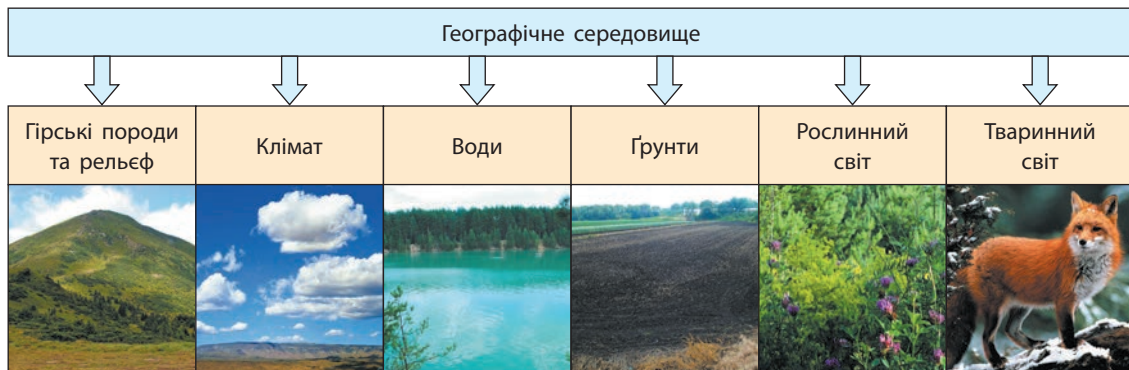 Географічне середовище
Гірські породи
та рельєф
Клімат
Води
Ґрунти
Рослинний
світ
Тваринний
світ